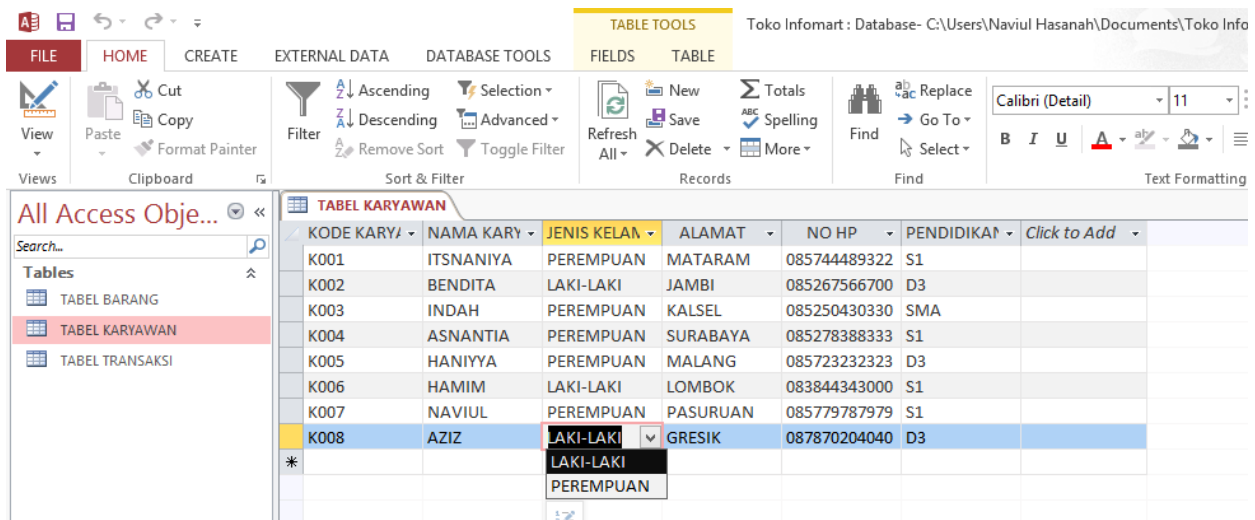 TABLE TOOLS Toko Infomart : Database- C:\Users\Naviul Hasanah\Documents\Toko Info
FILE HOME CREATE EXTERNAL DATA DATABASE TOOLS FIELDS TABLE
View
Paste
Cut
Copy
Format Painter
Filter
Ascending
Descending
Remove Sort
Selection
Advanced
Toggle Filter
Refresh
All
New
Save
Delete
Totals
Spelling
More
Find
Replace
Go To
Select
Calibri (Detail) 11
B I U A
Views Clipboard Sort & Filter Records Find Text Formatting
All Access Obje...
Search...
Tables
TABEL BARANG
TABEL KARYAWAN
TABEL TRANSAKSI
TABEL KARYAWAN
KODE KARYA NAMA KARY JENIS KELAM ALAMAT NO HP PENDIDIKAN Click to Add
K001 ITSNANIYA PEREMPUAN MATARAM 085744489322 S1
K002 BENDITA LAKI-LAKI JAMBI 085267566700 D3
K003 INDAH PEREMPUAN KALSEL 085250430330 SMA
K004 ASNANTIA PEREMPUAN SURABAYA 085278388333 S1
K005 HANIYYA PEREMPUAN MALANG 085723232323 D3
K006 HAMIM LAKI-LAKI LOMBOK 083844343000 S1
K007 NAVIUL PEREMPUAN PASURUAN 085779787979 S1
K008 AZIZ LAKI-LAKI GRESIK 087870204040 D3
LAKI-LAKI
PEREMPUAN